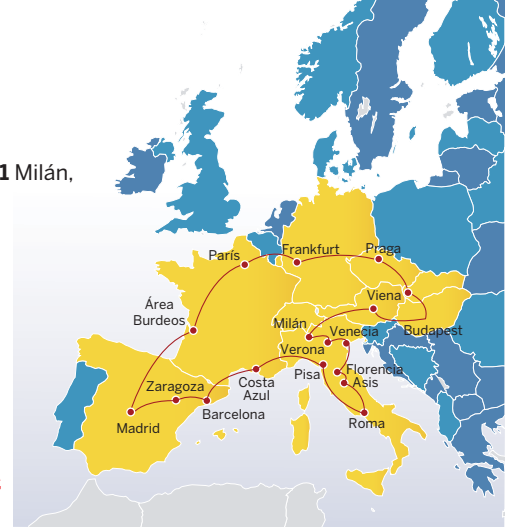 1 Milán,
París
Frankfurt
Praga
Área
Burdeos
Viena
Milán
Venecia
Budapest
Verona
Pisa
Florencia
Asis
Zaragoza
Costa
Azul
Barcelona
Madrid
Roma